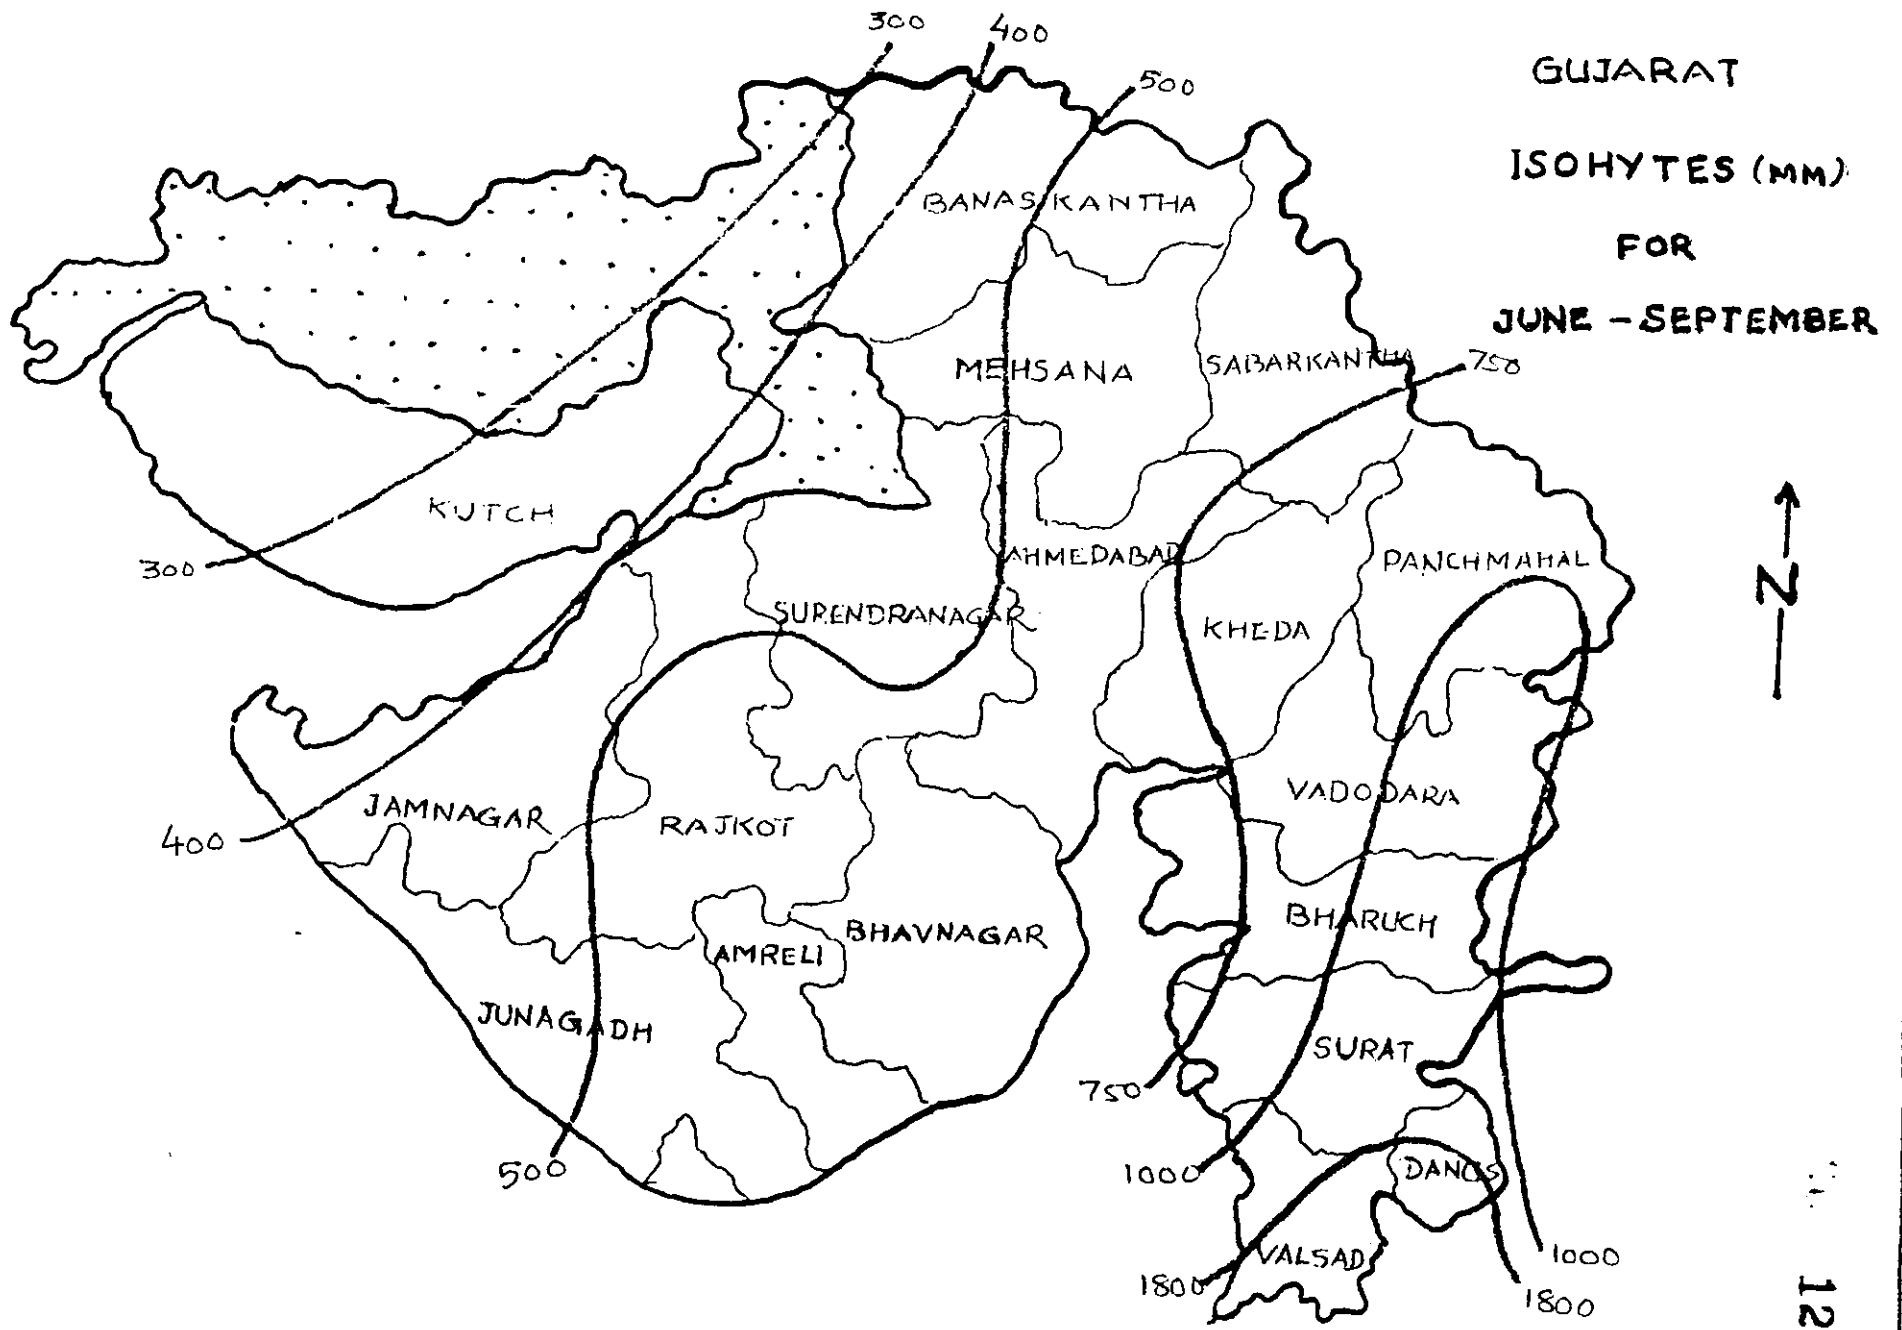 300
400
500
GUJARAT
ISOHYTES (MM)
FOR
JUNE - SEPTEMBER
BANASKANTHA
MEHSANA
SABARKANTHA
750
KUTCH
N
300
AHMEDABAD
PANCHMAHAL
SURENDRANAGAR
KHEDA
JAMNAGAR
RAJKOT
VADODARA
400
BHAVNAGAR
BHARUCH
AMRELI
JUNAGADH
SURAT
750
500
1000
DANGS
VALSAD
1000
1800
1800
12